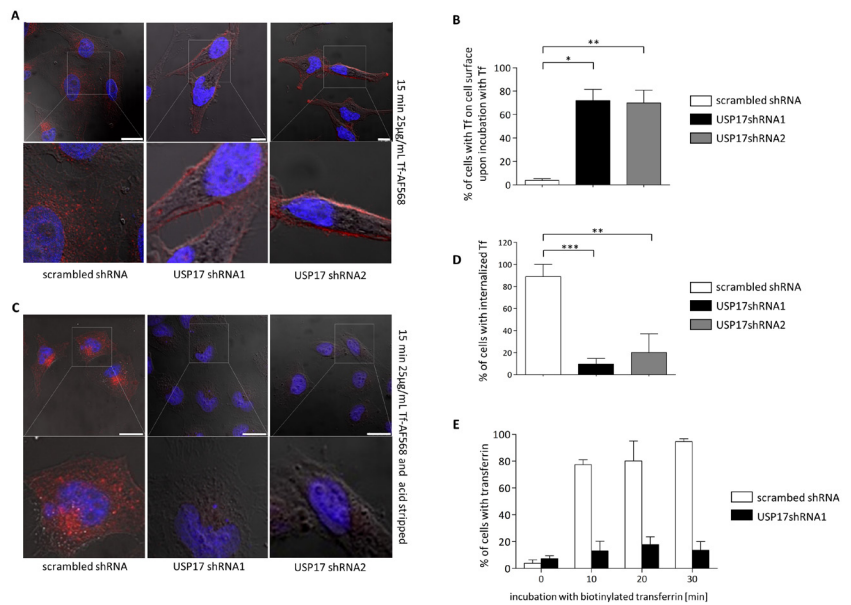 A
15 min 25µg/mL Tf-AF568
scrambled shRNA
USP17 shRNA1
USP17 shRNA2
B
% of cells with Tf on cell surface
upon incubation with Tf
100
80
60
40
20
0
*
**
scrambled shRNA
USP17shRNA1
USP17shRNA2
C
15 min 25µg/mL Tf-AF568 and acid stripped
scrambled shRNA
USP17 shRNA1
USP17 shRNA2
D
% of cells with internalized Tf
120
100
80
60
40
20
0
***
**
scrambled shRNA
USP17shRNA1
USP17shRNA2
E
% of cells with transferrin
100
80
60
40
20
0
0 10 20 30
incubation with biotinylated transferrin [min]
scrambed shRNA
USP17shRNA1